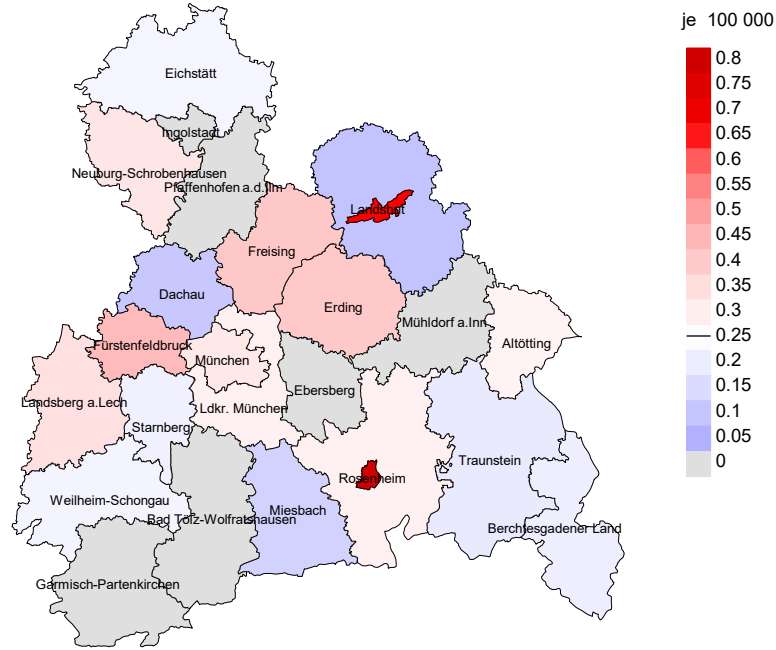 je 100 000
0.8
0.75
0.7
0.65
0.6
0.55
0.5
0.45
0.4
0.35
0.3
0.25
0.2
0.15
0.1
0.05
0
Eichstätt
Ingolstadt
Neuburg-Schrobenhausen
Pfaffenhofen a.d.Ilm
Landshut
Freising
Dachau
Erding
Mühldorf a.Inn
Altötting
Fürstenfeldbruck
München
Ebersberg
Landsberg a.Lech
Ldkr. München
Starnberg
Traunstein
Rosenheim
Weilheim-Schongau
Miesbach
Bad Tölz-Wolfratshausen
Berchtesgadener Land
Garmisch-Partenkirchen